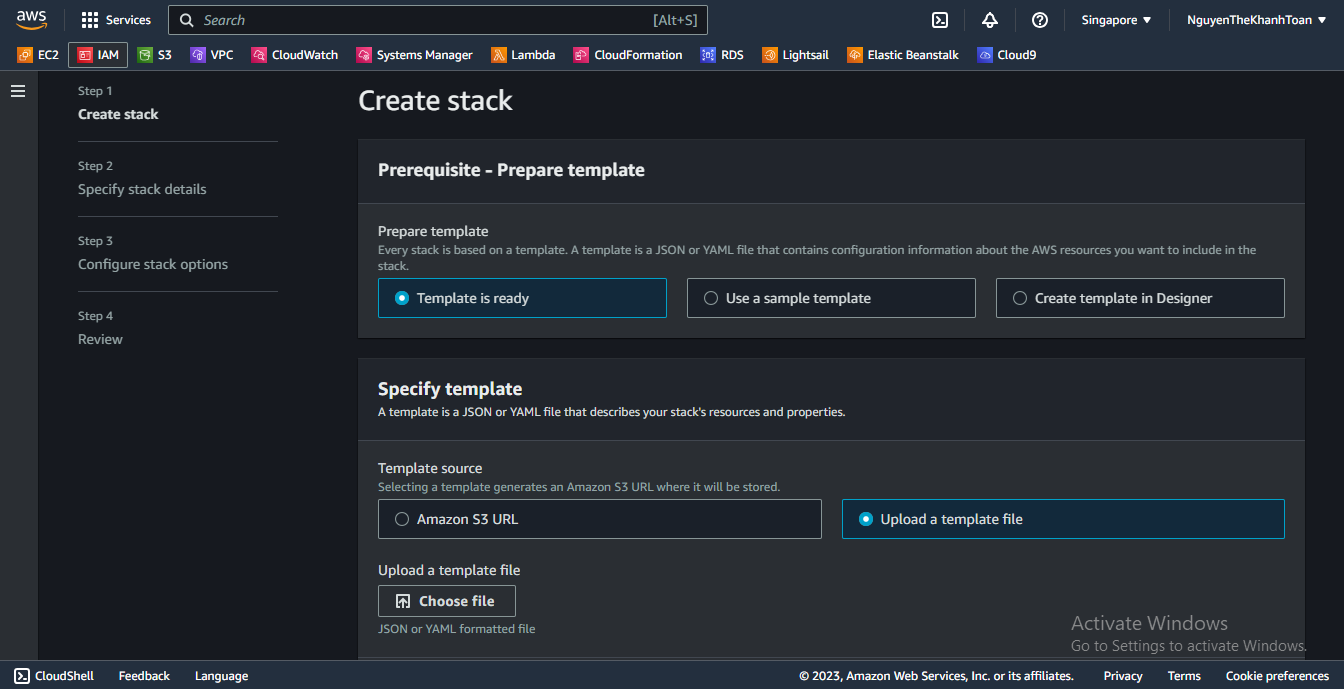 aws
Services
Search
[Alt+S]
Singapore
NguyenTheKhanhToan
EC2
IAM
S3
VPC
CloudWatch
Systems Manager
Lambda
CloudFormation
RDS
Lightsail
Elastic Beanstalk
Cloud9
Step 1
Create stack
Step 2
Specify stack details
Step 3
Configure stack options
Step 4
Review
Create stack
Prerequisite - Prepare template
Prepare template
Every stack is based on a template. A template is a JSON or YAML file that contains configuration information about the AWS resources you want to include in the
stack.
Template is ready
Use a sample template
Create template in Designer
Specify template
A template is a JSON or YAML file that describes your stack's resources and properties.
Template source
Selecting a template generates an Amazon S3 URL where it will be stored.
Amazon S3 URL
Upload a template file
Upload a template file
Choose file
JSON or YAML formatted file
Activate Windows
Go to Settings to activate Windows.
CloudShell
Feedback
Language
© 2023, Amazon Web Services, Inc. or its affiliates.
Privacy
Terms
Cookie preferences